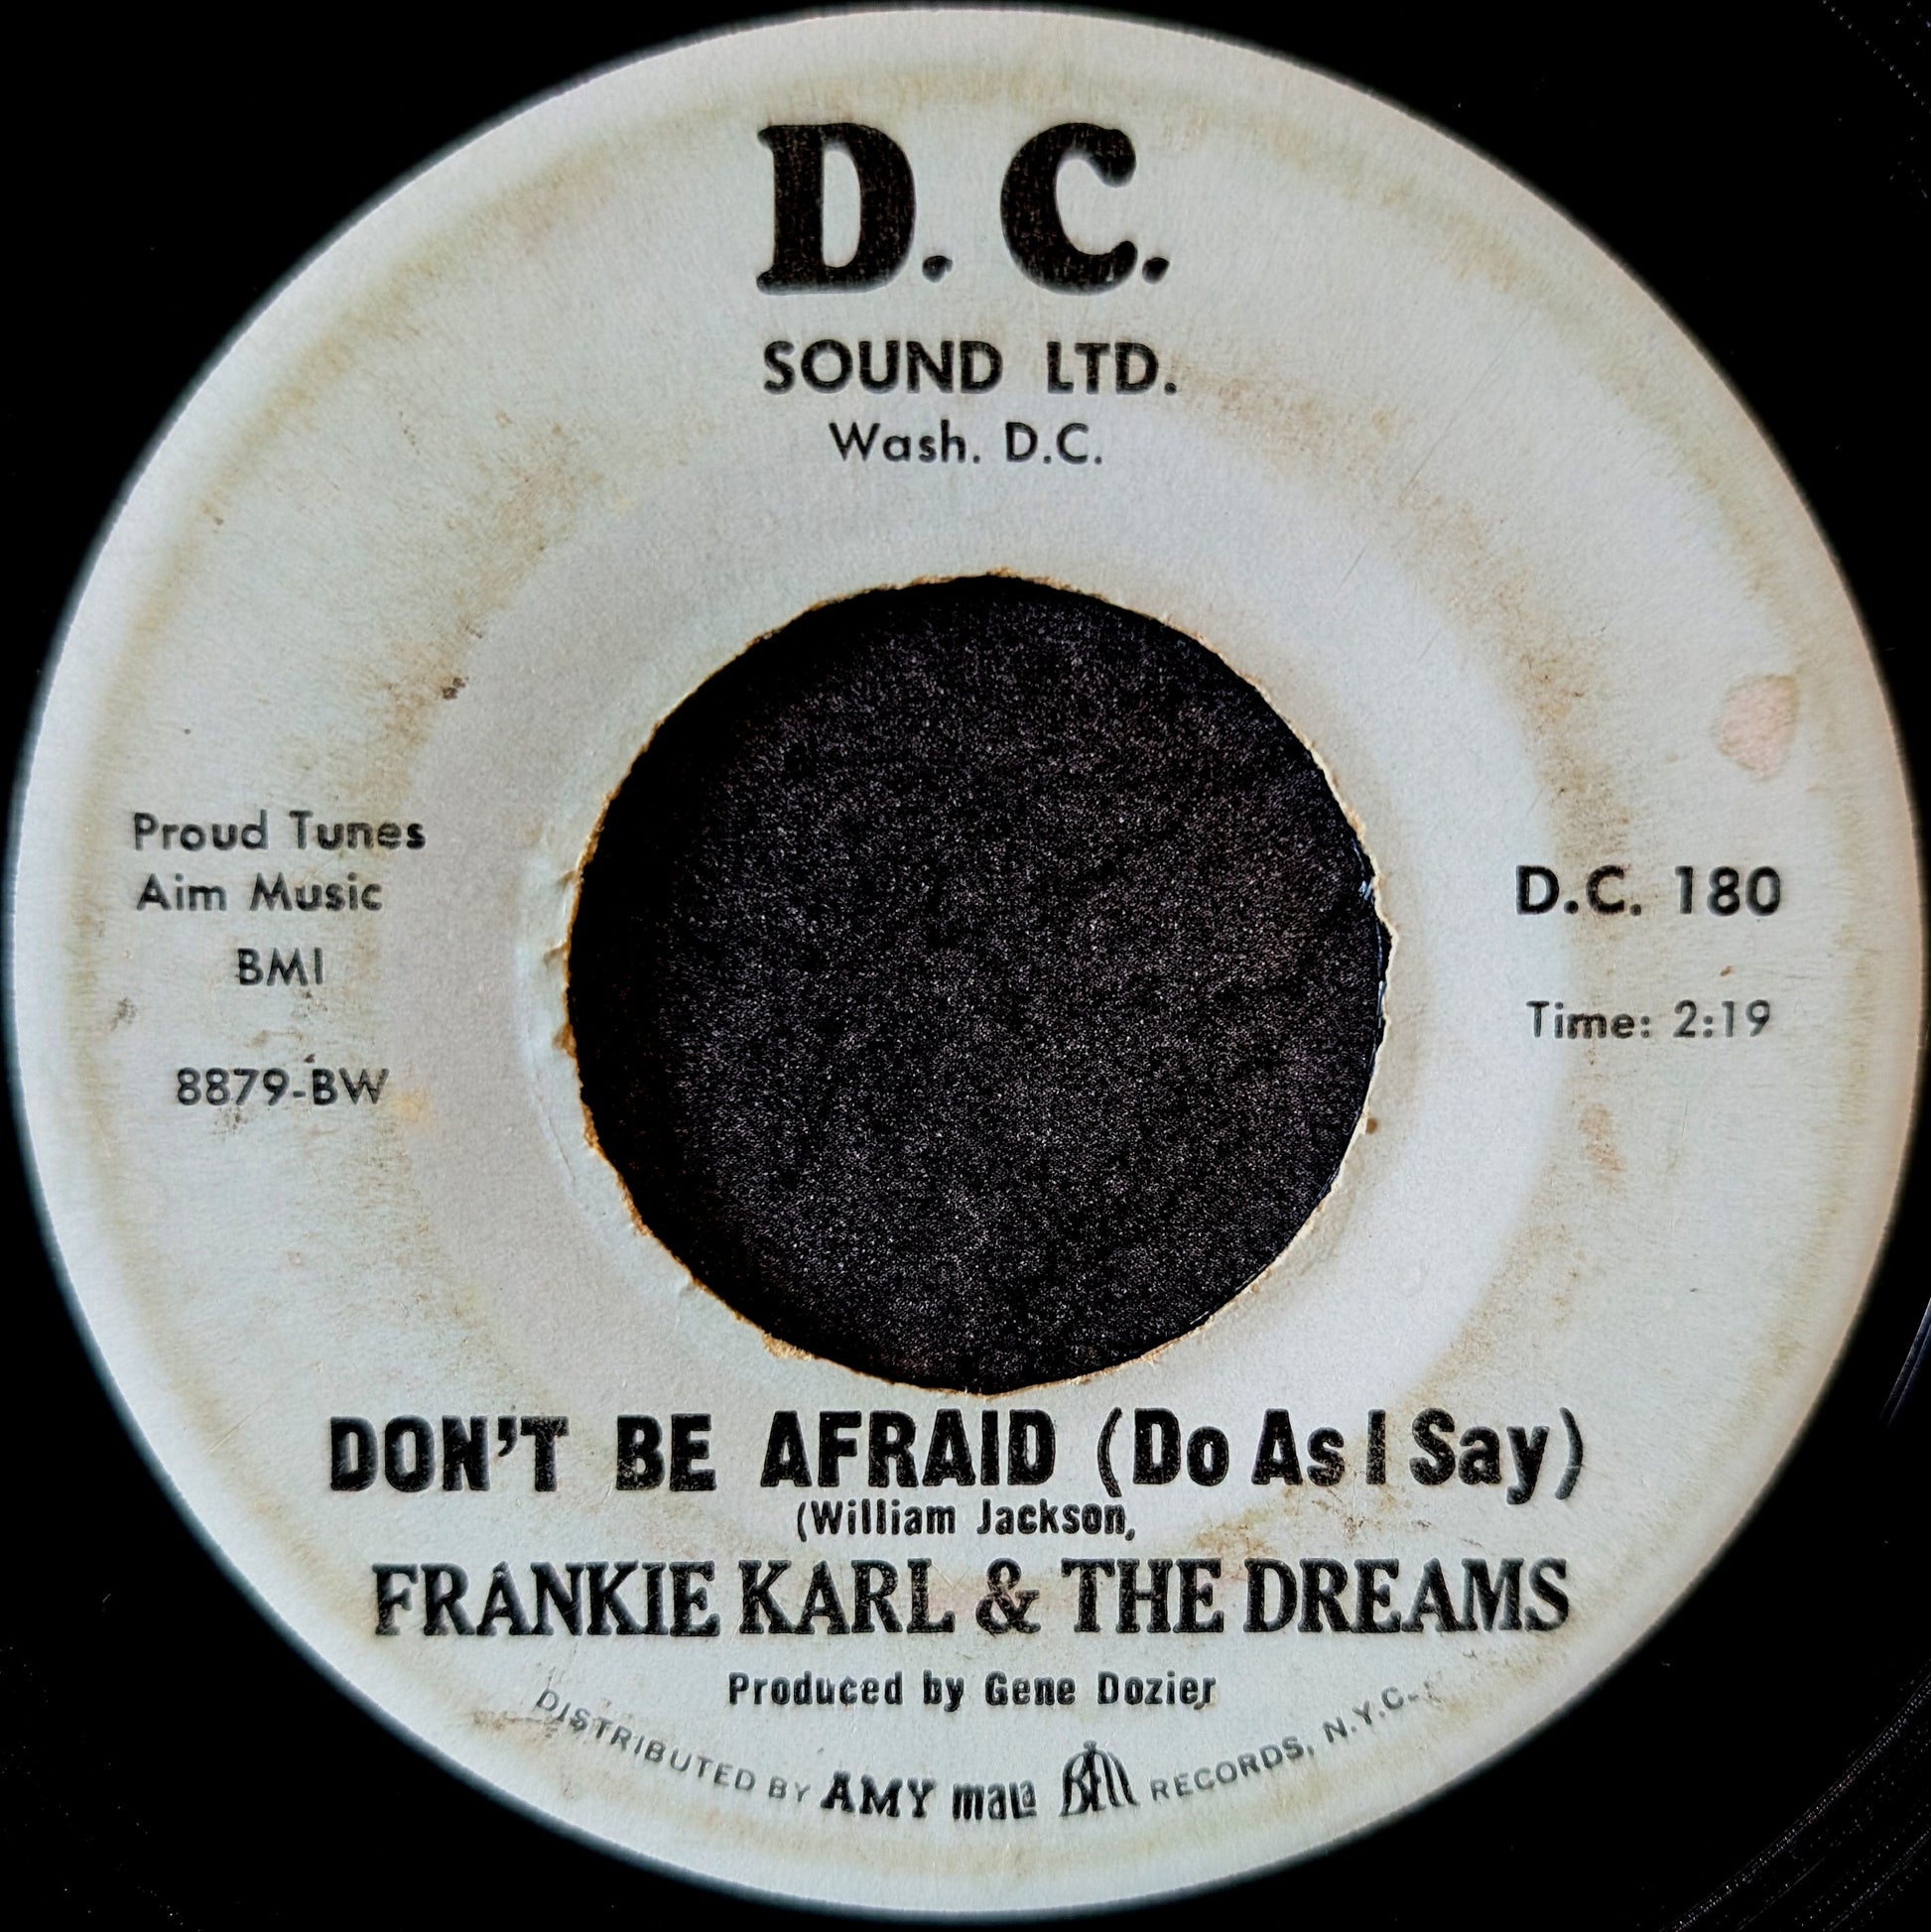 D. C.
SOUND LTD.
Wash. D.C.
Proud Tunes
Aim Music
BMI
8879-BW
D.C. 180
Time: 2:19
DON'T BE AFRAID (Do As I Say)
(William Jackson,
FRANKIE KARL & THE DREAMS
Produced by Gene Dozier
DISTRIBUTED BY AMY mala Bell RECORDS, N.Y.C.